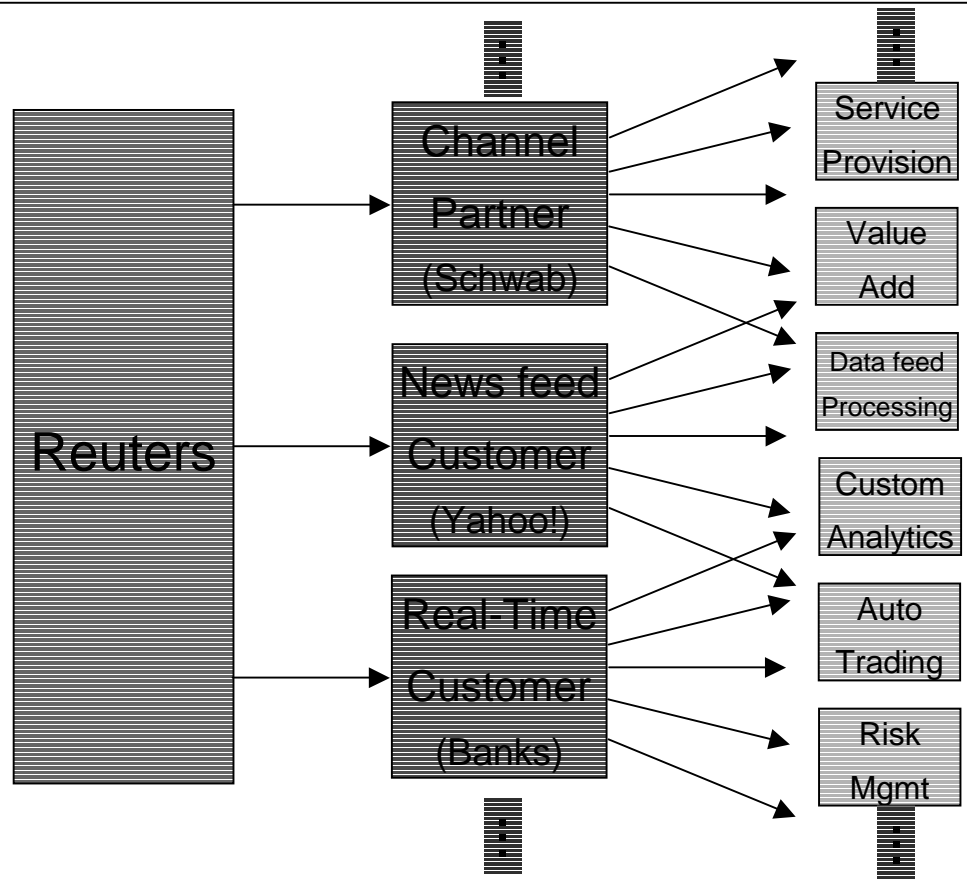 Reuters
Channel
Partner
(Schwab)
News feed
Customer
(Yahoo!)
Real-Time
Customer
(Banks)
Service
Provision
Value
Add
Data feed
Processing
Custom
Analytics
Auto
Trading
Risk
Mgmt